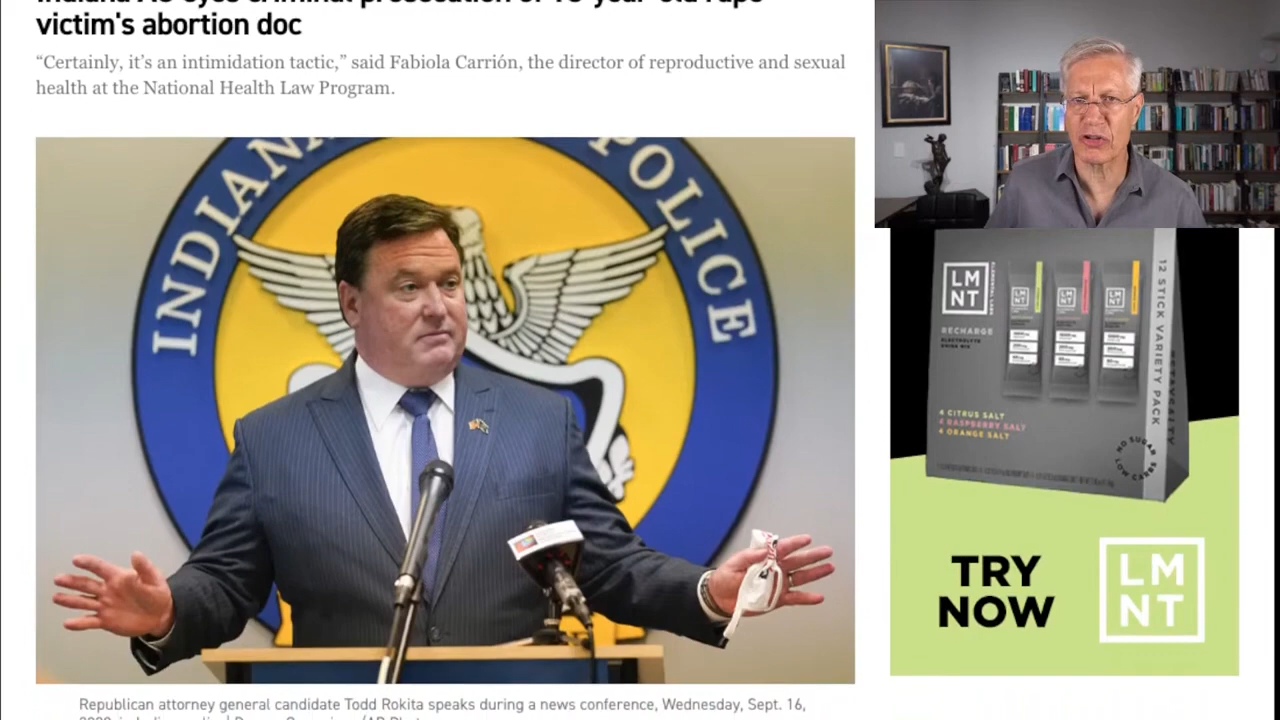 victim's abortion doc
“Certainly, it’s an intimidation tactic,” said Fabiola Carrión, the director of reproductive and sexual
health at the National Health Law Program.
INDIANA POLICE
Republican attorney general candidate Todd Rokita speaks during a news conference, Wednesday, Sept. 16,
LM
NT
RECHARGE
ELECTROLYTE
DRINK MIX
4 CITRUS SALT
4 RASPBERRY SALT
4 ORANGE SALT
12 STICK VARIETY PACK
NO SUGAR
LOW CARB
TRY
NOW
LM
NT